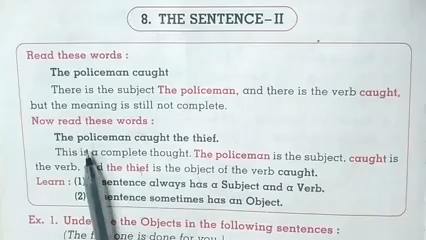 8. THE SENTENCE–II
Read these words :
The policeman caught
There is the subject The policeman, and there is the verb caught,
but the meaning is still not complete.
Now read these words :
The policeman caught the thief.
This is a complete thought. The policeman is the subject, caught is
the verb, the thief is the object of the verb caught.
Learn : (1) sentence always has a Subject and a Verb.
(2) sentence sometimes has an Object.
Ex. 1. the Objects in the following sentences :
(The one is done for you.)